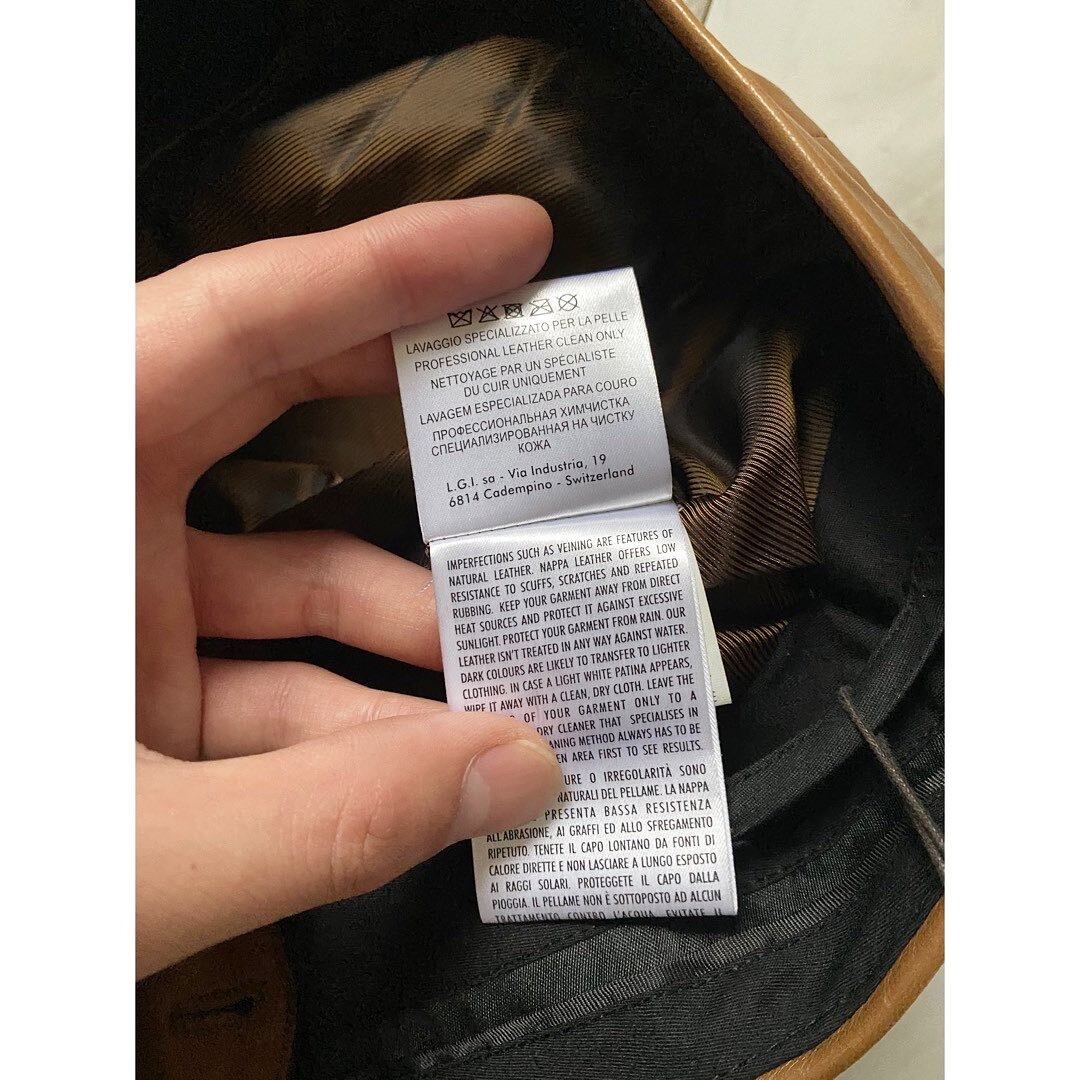 LAVAGGIO SPECIALIZZATO PER LA PELLE
PROFESSIONAL LEATHER CLEAN ONLY
NETTOYAGE PAR UN SPÉCIALISTE
DU CUIR UNIQUEMENT
LAVAGEM ESPECIALIZADA PARA COURO
ПРОФЕССИОНАЛЬНАЯ ХИМЧИСТКА
СПЕЦИАЛИЗИРОВАННАЯ НА ЧИСТКУ
КОЖА
L.G.I. sa - Via Industria, 19
6814 Cadempino - Switzerland
IMPERFECTIONS SUCH AS VEINING ARE FEATURES OF
NATURAL LEATHER. NAPPA LEATHER OFFERS LOW
RESISTANCE TO SCUFFS, SCRATCHES AND REPEATED
RUBBING. KEEP YOUR GARMENT AWAY FROM DIRECT
HEAT SOURCES AND PROTECT IT AGAINST EXCESSIVE
SUNLIGHT. PROTECT YOUR GARMENT FROM RAIN. OUR
LEATHER ISN'T TREATED IN ANY WAY AGAINST WATER.
DARK COLOURS ARE LIKELY TO TRANSFER TO LIGHTER
CLOTHING. IN CASE A LIGHT WHITE PATINA APPEARS,
WIPE IT AWAY WITH A CLEAN, DRY CLOTH. LEAVE THE
OF YOUR GARMENT ONLY TO A
DRY CLEANER THAT SPECIALISES IN
METHOD ALWAYS HAS TO BE
AREA FIRST TO SEE RESULTS.
O IRREGOLARITÀ SONO
NATURALI DEL PELLAME. LA NAPPA
PRESENTA BASSA RESISTENZA
ALL'ABRASIONE, AI GRAFFI ED ALLO SFREGAMENTO
RIPETUTO. TENETE IL CAPO LONTANO DA FONTI DI
CALORE DIRETTE E NON LASCIARE A LUNGO ESPOSTO
AI RAGGI SOLARI. PROTEGGETE IL CAPO DALLA
PIOGGIA. IL PELLAME NON È SOTTOPOSTO AD ALCUN
TRATTAMENTO CONTRO L'ACQUA. EVITATE IL